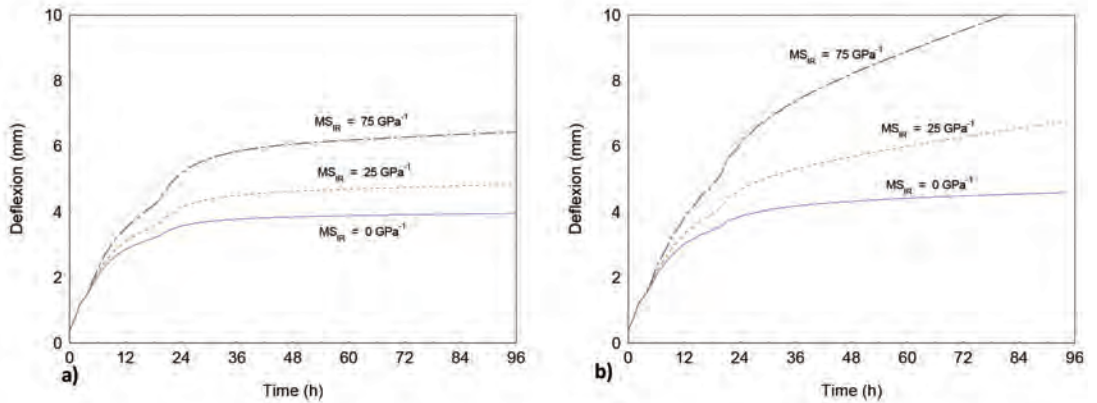 10
8
6
4
2
0
Deflexion (mm)
MS_IR = 75 GPa⁻¹
MS_IR = 25 GPa⁻¹
MS_IR = 0 GPa⁻¹
0 12 24 36 48 60 72 84 96
Time (h)
a)
10
8
6
4
2
0
Deflexion (mm)
MS_IR = 75 GPa⁻¹
MS_IR = 25 GPa⁻¹
MS_IR = 0 GPa⁻¹
0 12 24 36 48 60 72 84 96
Time (h)
b)